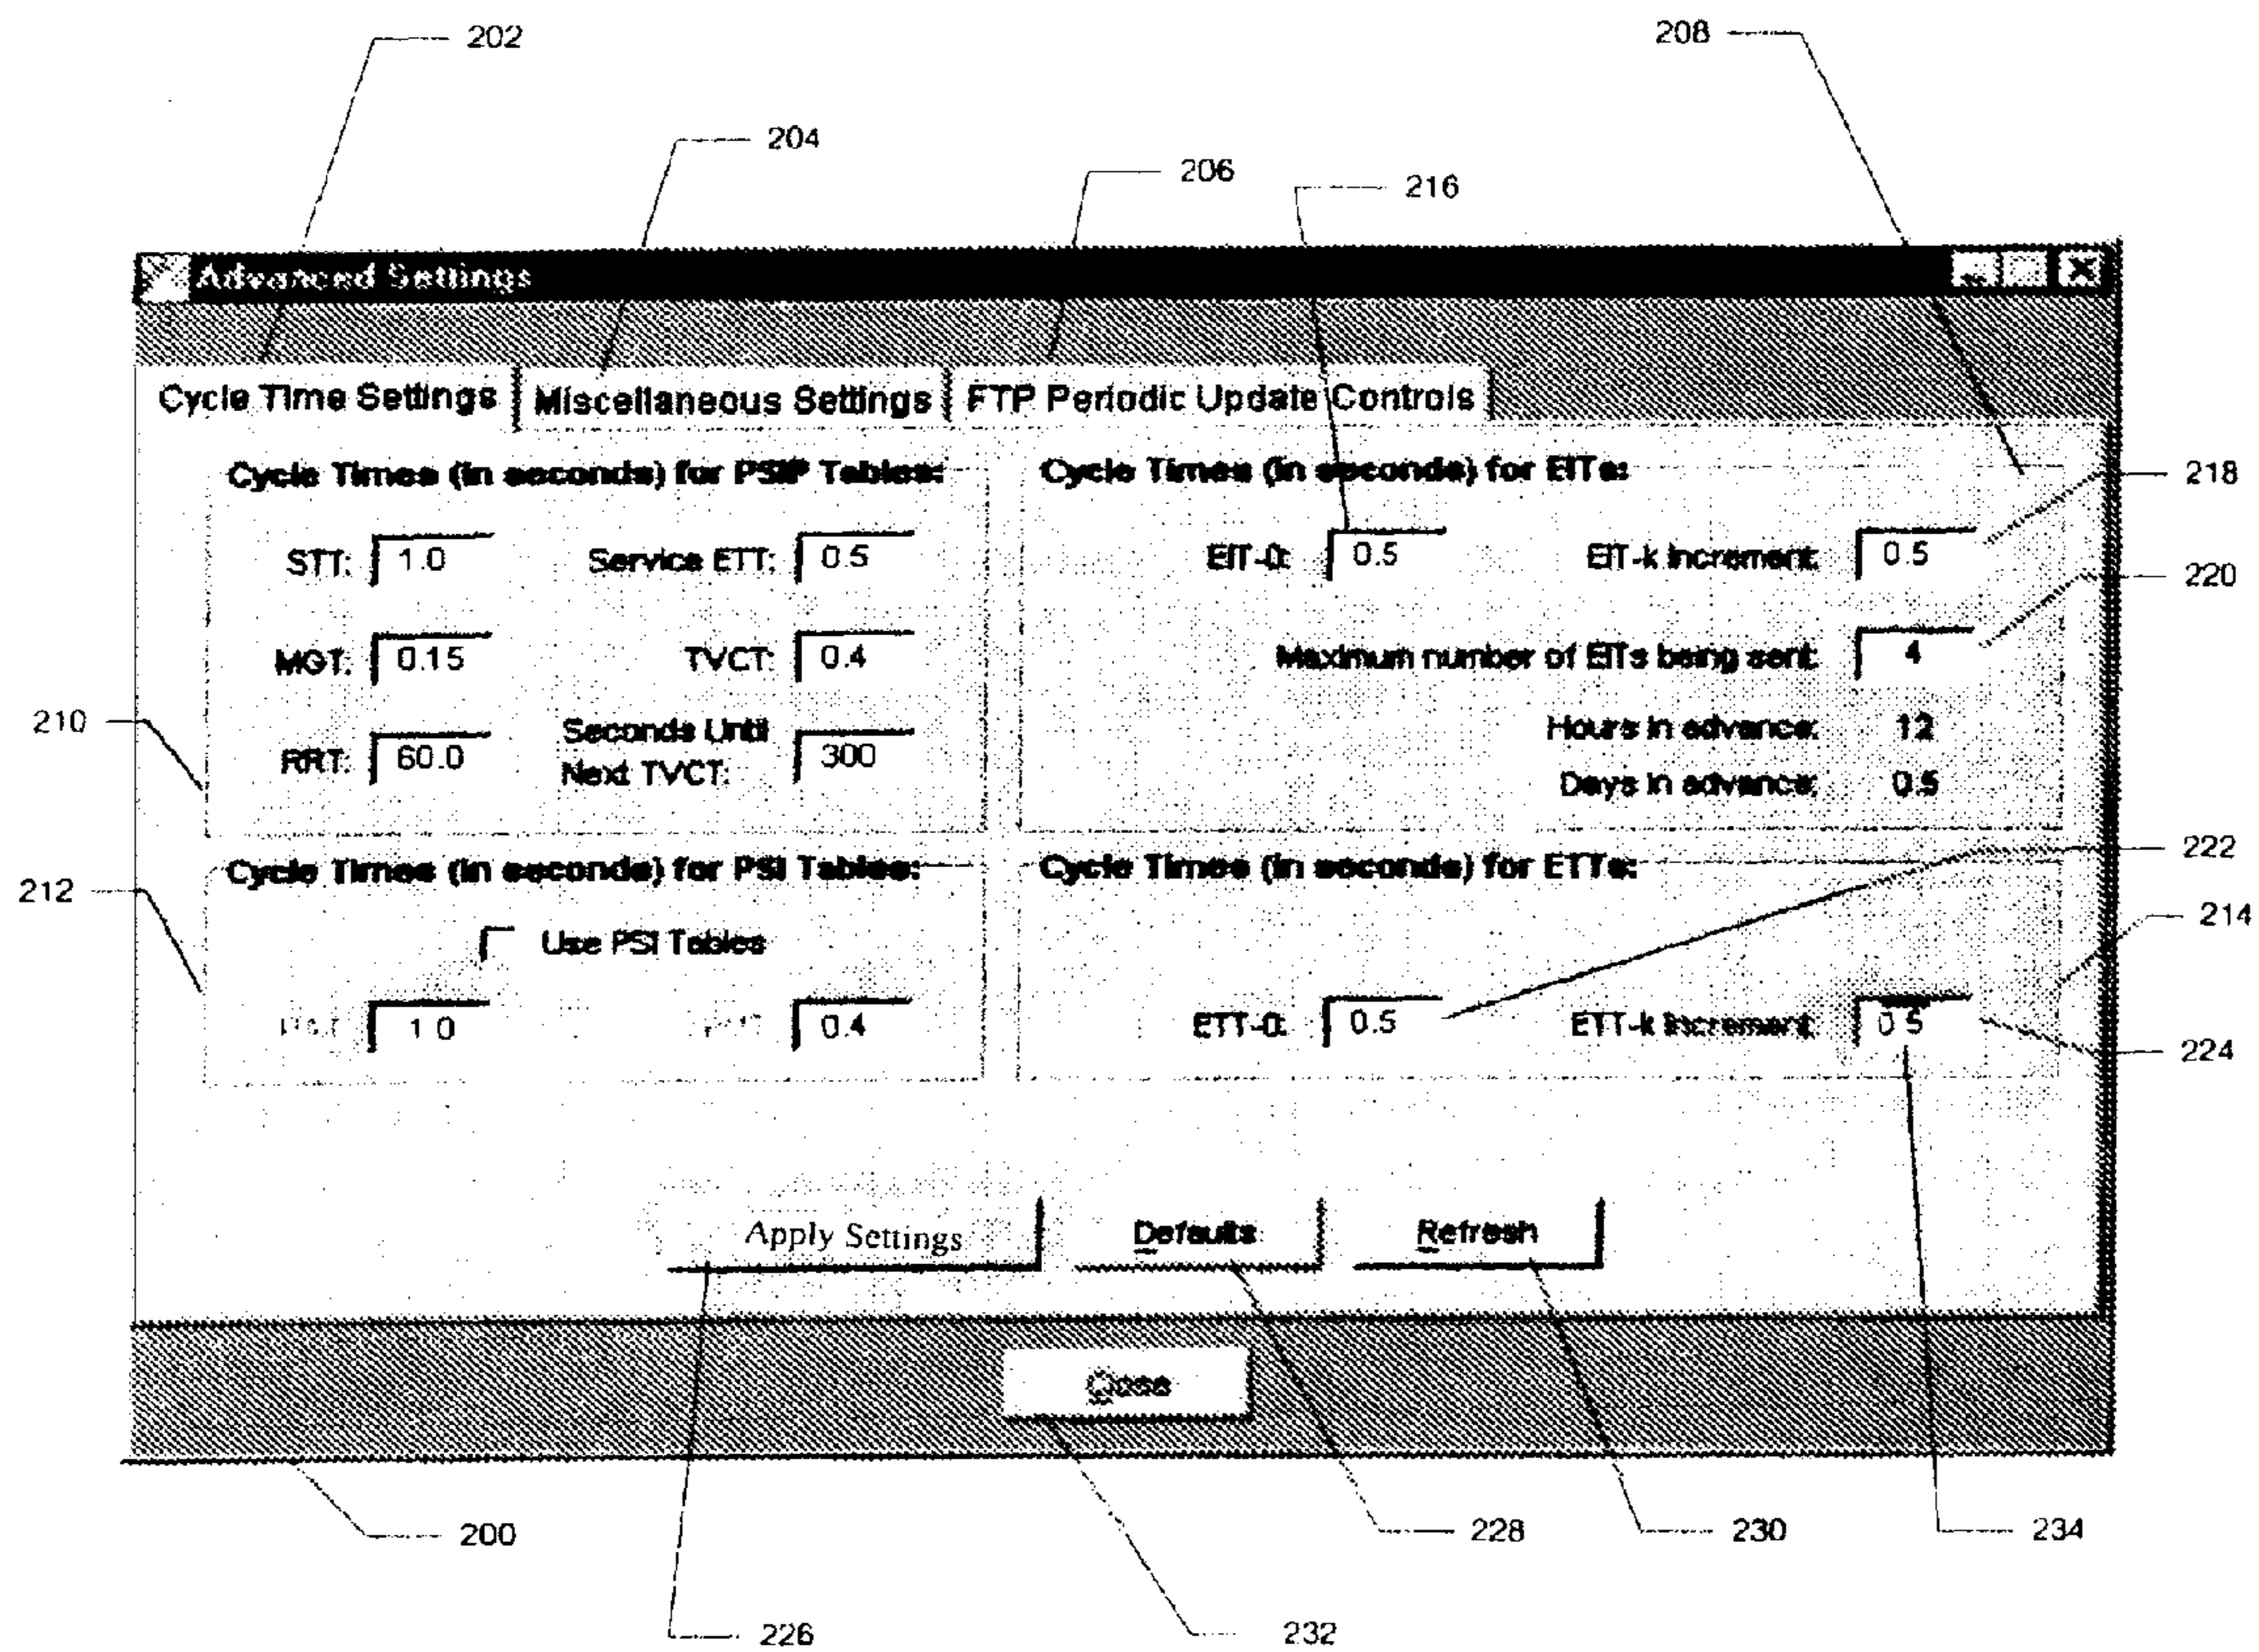 202
208
204
206
216
Advanced Settings
Cycle Time Settings Miscellaneous Settings FTP Periodic Update Controls
Cycle Times (in seconds) for PSIP Tables: Cycle Times (in seconds) for EITs:
218
STT: 1.0 Service ETT: 0.5 EIT-0: 0.5 EIT-k Increment: 0.5
220
MGT: 0.15 TVCT: 0.4 Maximum number of EITs being sent: 4
210
RRT: 60.0 Seconds Until Next TVCT: 300 Hours in advance: 12
Days in advance: 0.5
222
212
Cycle Times (in seconds) for PSI Tables: Cycle Times (in seconds) for ETTs:
214
Use PSI Tables
1.0 0.4 ETT-0: 0.5 ETT-k Increment: 0.5
224
Apply Settings Defaults Refresh
Close
200
228
230
234
226
232